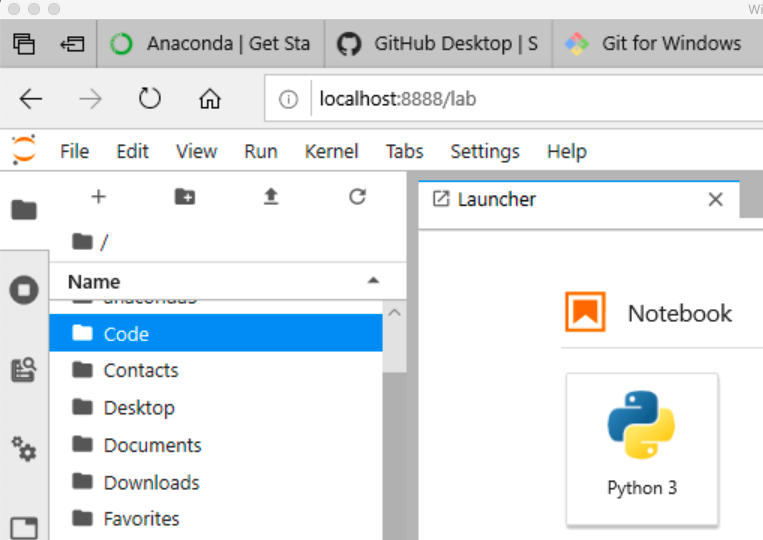 Wi
Anaconda | Get Sta
GitHub Desktop | S
Git for Windows
localhost:8888/lab
File Edit View Run Kernel Tabs Settings Help
Launcher
/
Name
anaconda3
Code
Contacts
Desktop
Documents
Downloads
Favorites
Notebook
Python 3